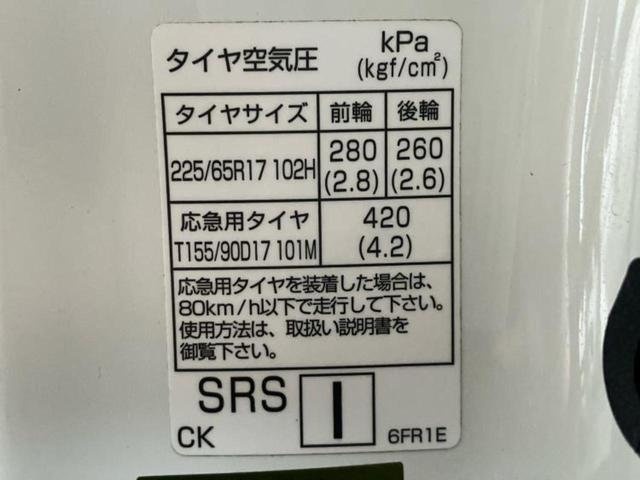 タイヤ空気圧 kPa
(kgf/c㎡)
タイヤサイズ 前輪 後輪
225/65R17 102H 280 260
(2.8) (2.6)
応急用タイヤ 420
T155/90D17 101M (4.2)
応急用タイヤを装着した場合は、
80km/h以下で走行して下さい。
使用方法は、取扱い説明書を
御覧下さい。
SRS I
CK 6FR1E